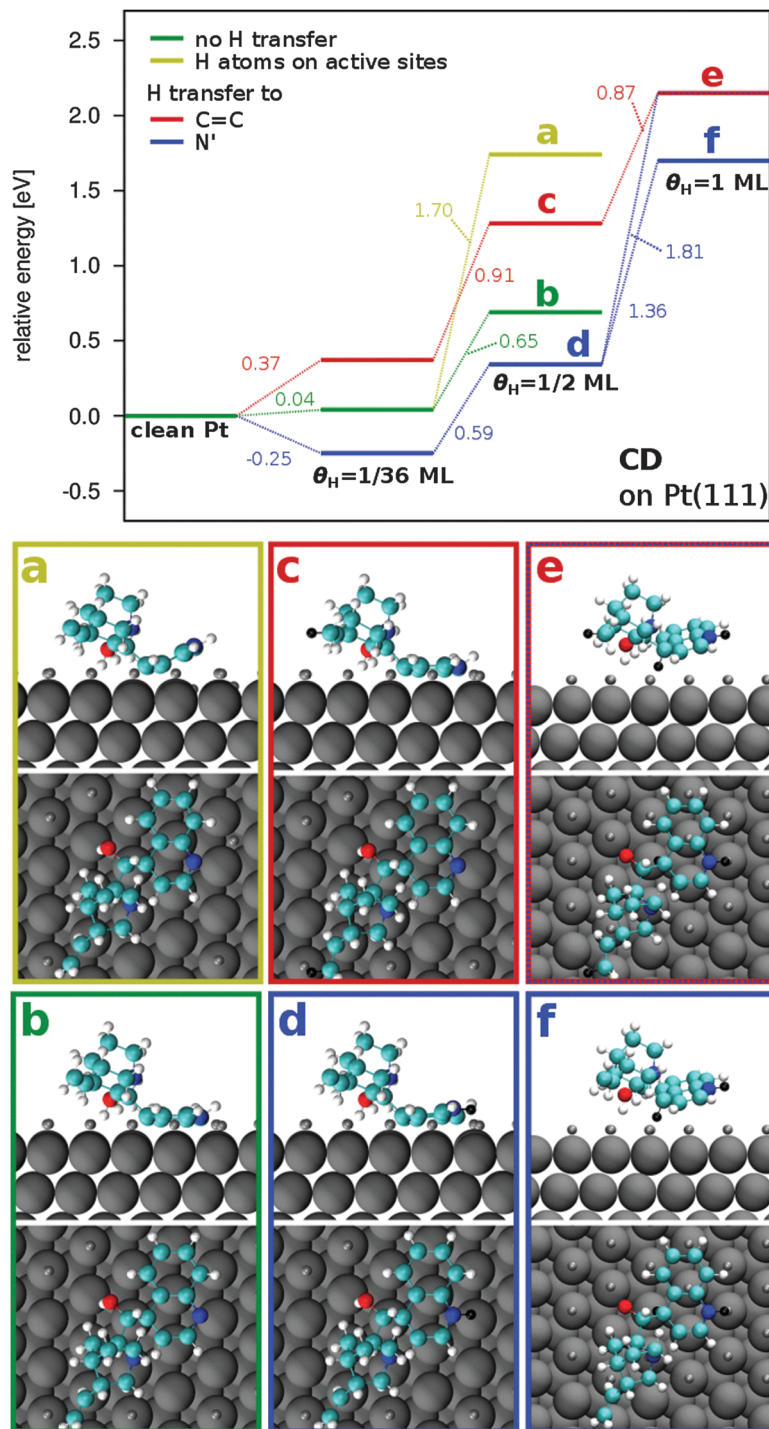 2.5
2.0
1.5
1.0
0.5
0.0
-0.5
relative energy [eV]
no H transfer
H atoms on active sites
H transfer to
C=C
N'
a
c
b
d
e
f
0.87
1.70
0.91
0.65
1.81
1.36
0.37
0.04
-0.25
0.59
clean Pt
θH=1/36 ML
θH=1/2 ML
θH=1 ML
CD
on Pt(111)
a
c
e
b
d
f